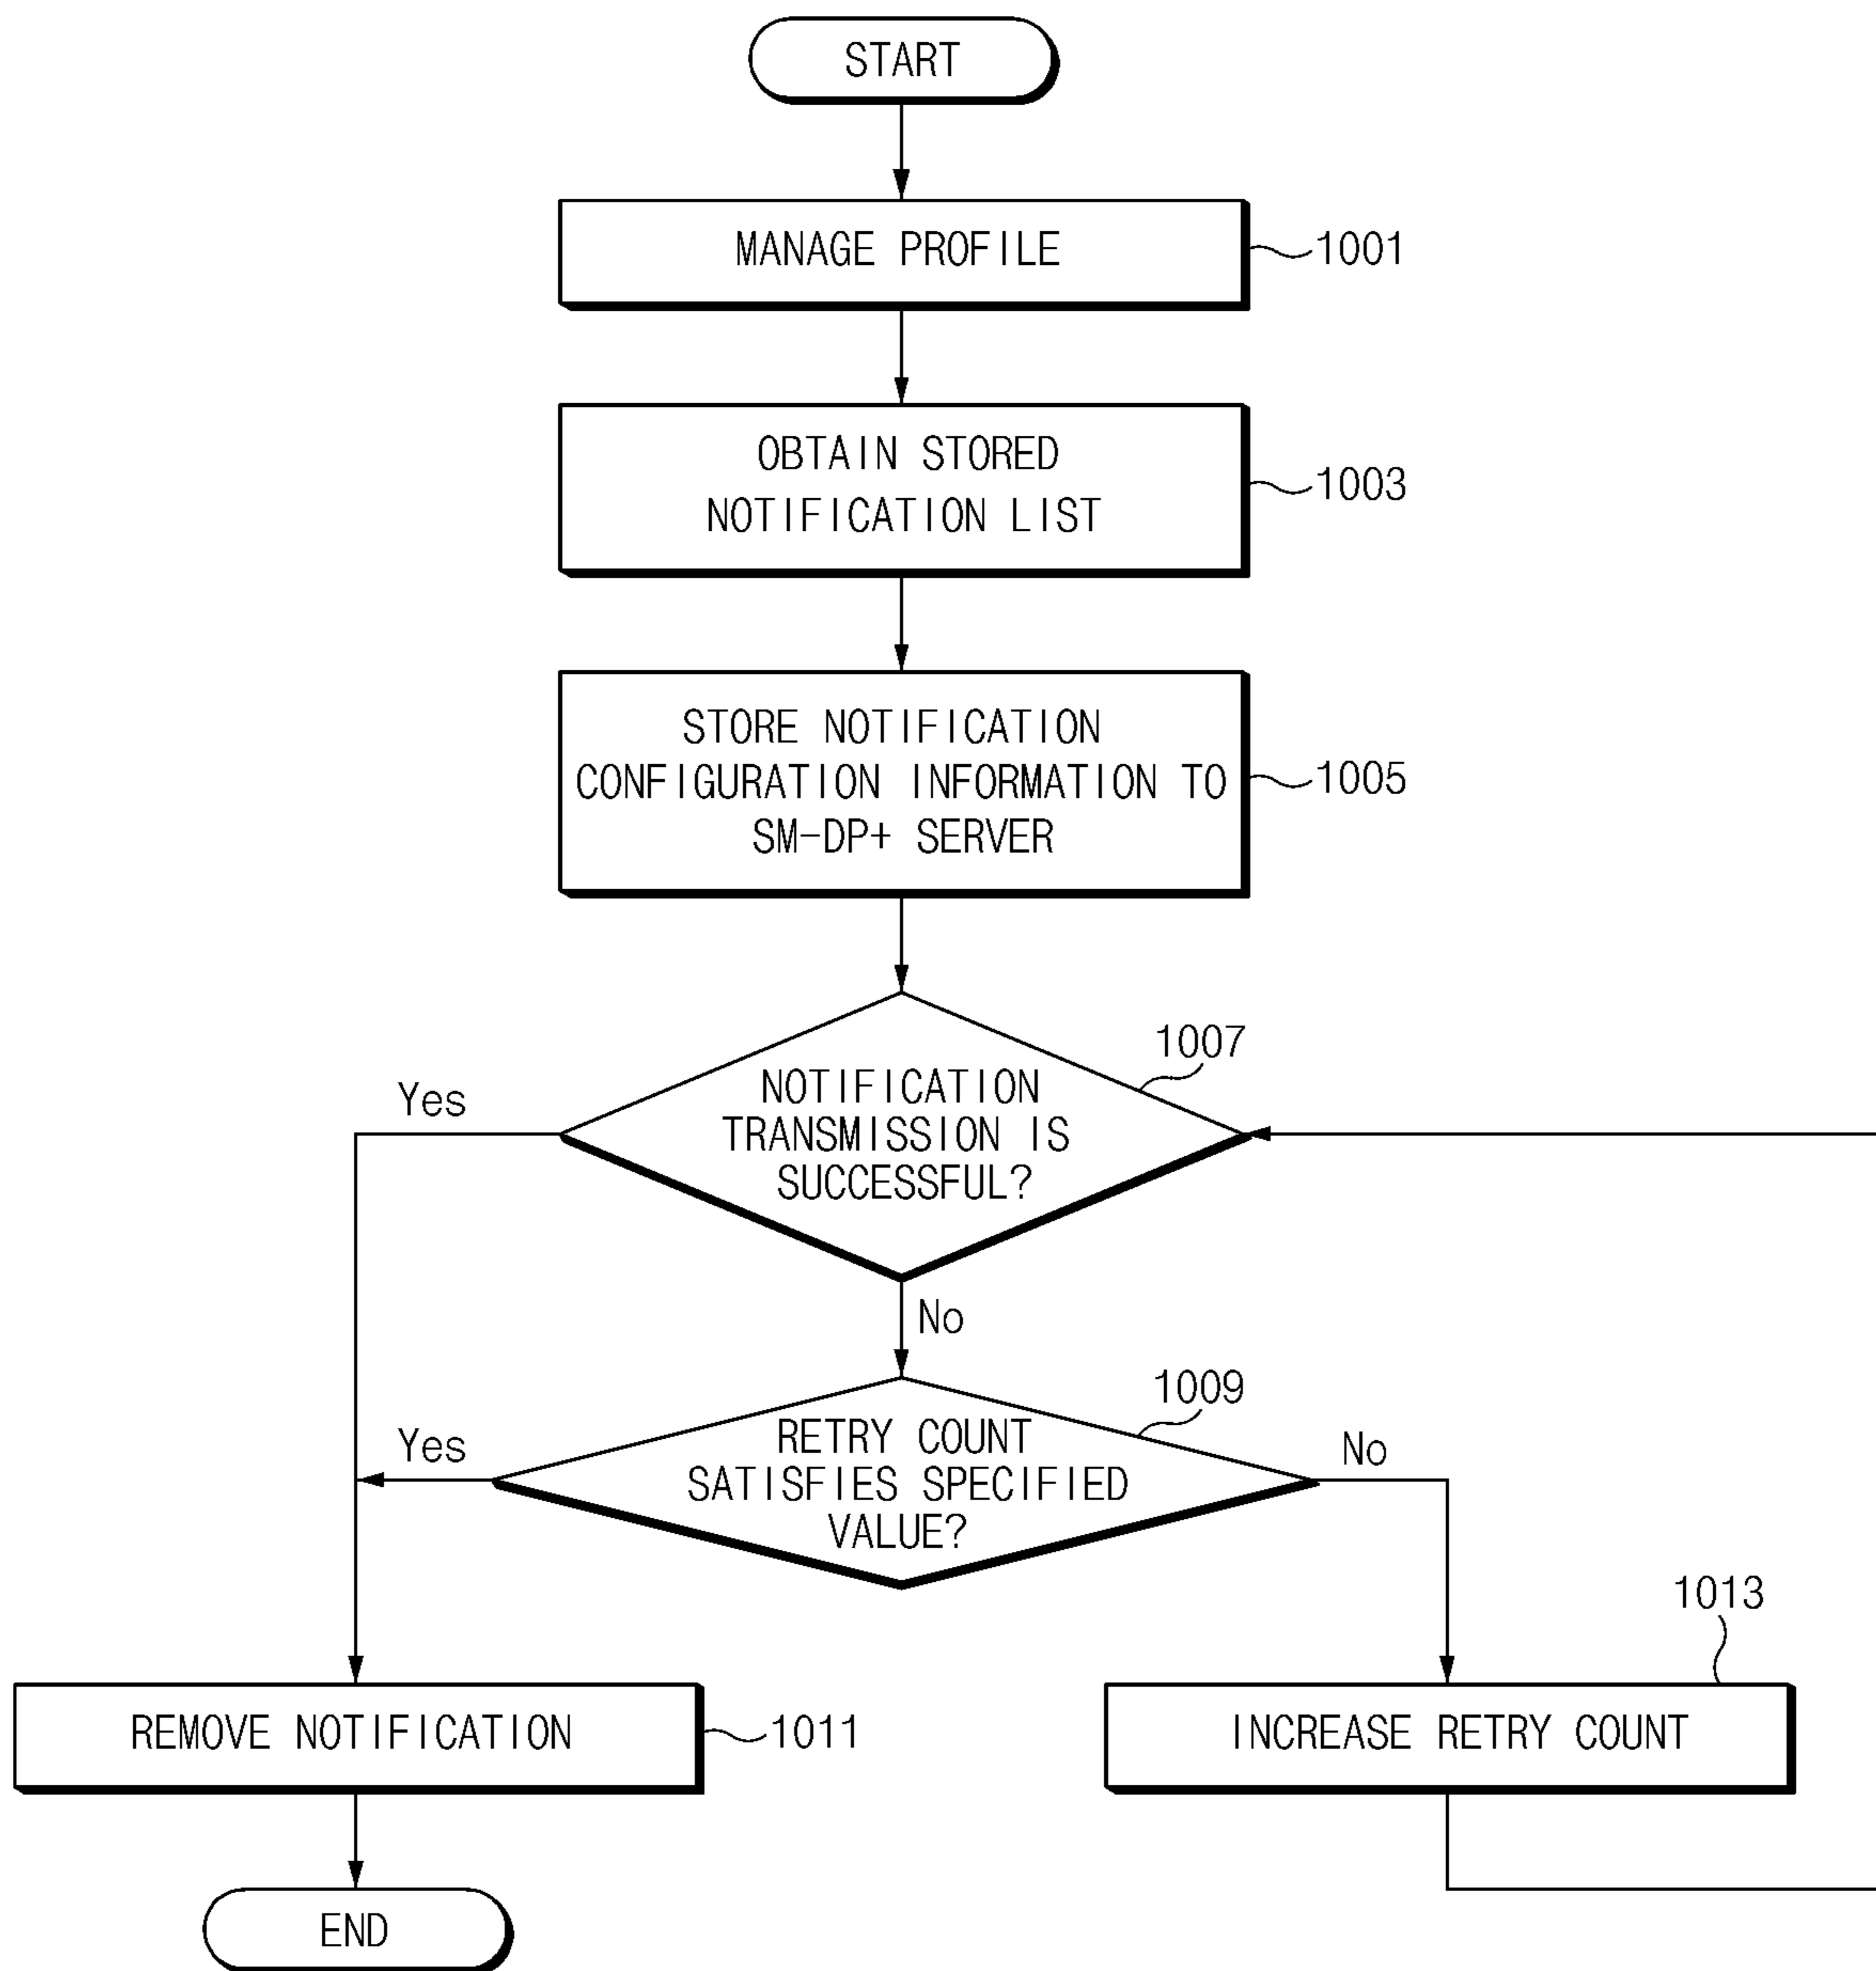 START
MANAGE PROFILE
1001
OBTAIN STORED
NOTIFICATION LIST
1003
STORE NOTIFICATION
CONFIGURATION INFORMATION TO
SM-DP+ SERVER
1005
1007
Yes
NOTIFICATION
TRANSMISSION IS
SUCCESSFUL?
No
1009
Yes
RETRY COUNT
SATISFIES SPECIFIED
VALUE?
No
1013
REMOVE NOTIFICATION
1011
INCREASE RETRY COUNT
END